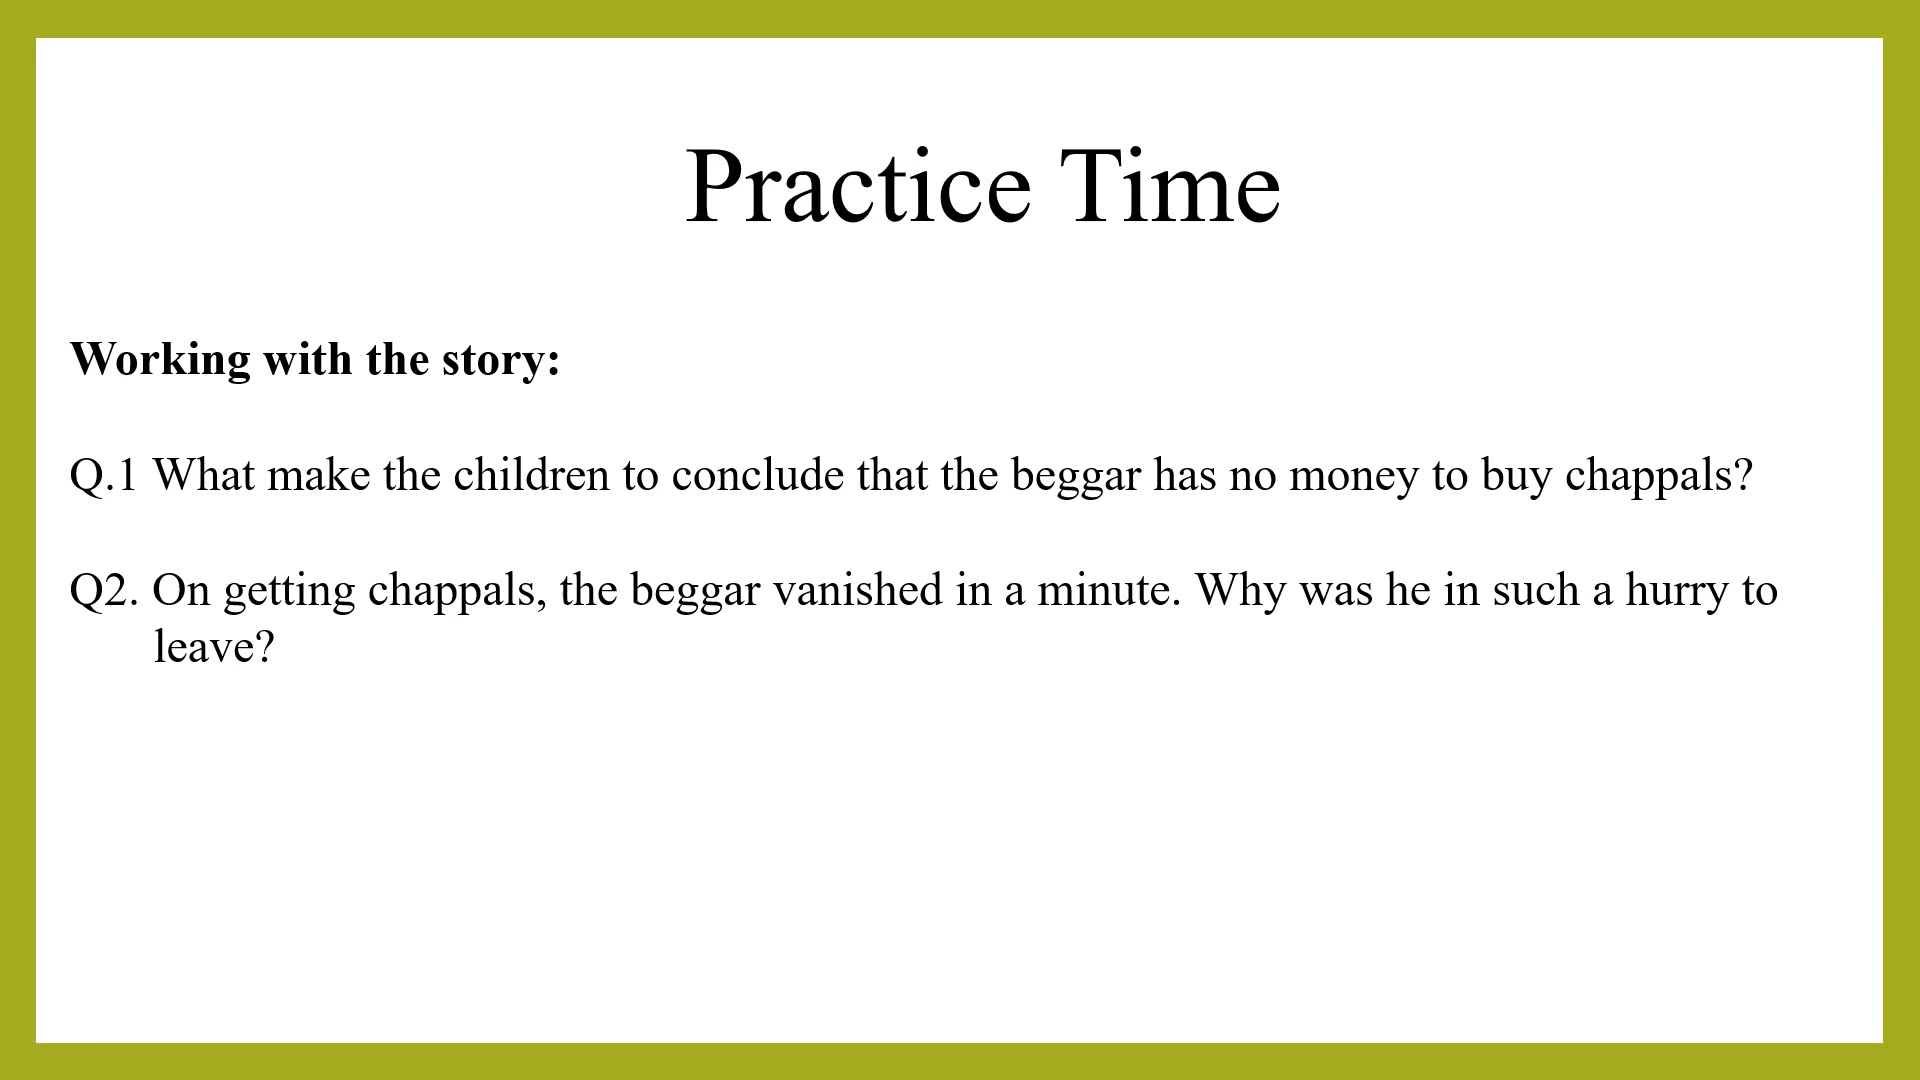 Practice Time
Working with the story:
Q.1 What make the children to conclude that the beggar has no money to buy chappals?
Q2. On getting chappals, the beggar vanished in a minute. Why was he in such a hurry to
leave?